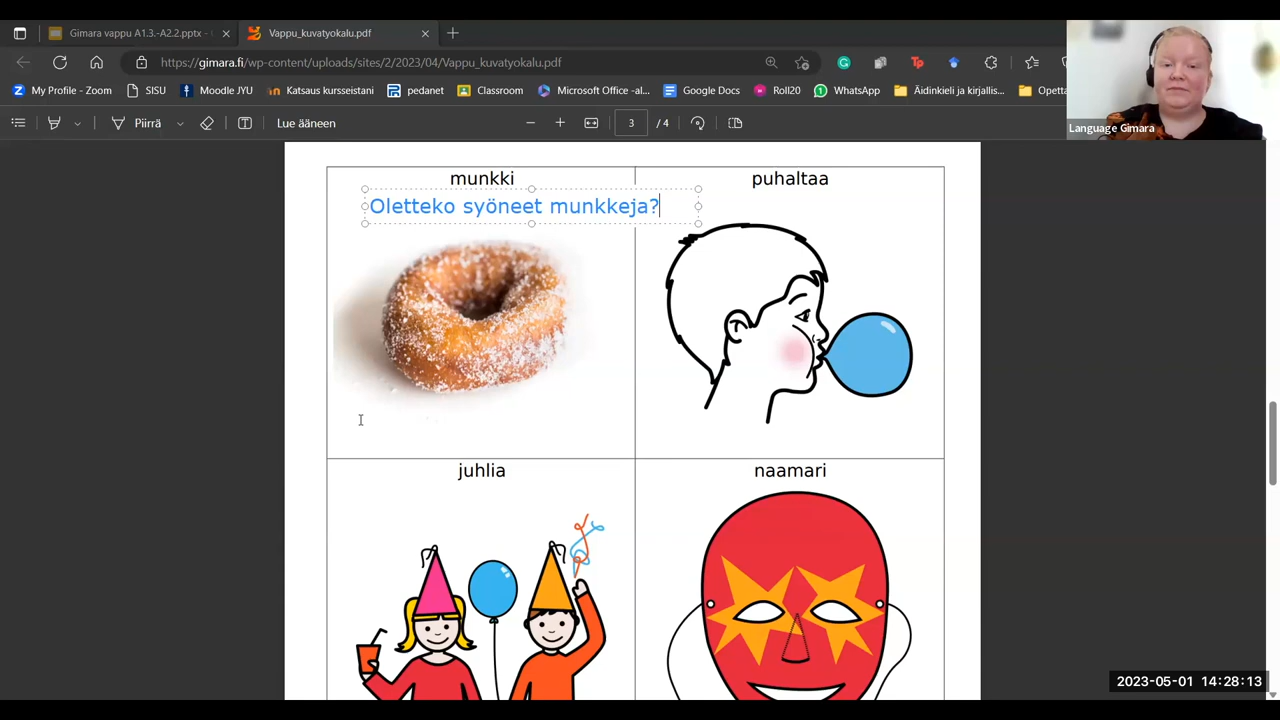 Gimara vappu A1.3.-A2.2.pptx -
Vappu_kuvatyokalu.pdf
https://gimara.fi/wp-content/uploads/sites/2/2023/04/Vappu_kuvatyokalu.pdf
My Profile - Zoom
SISU
Moodle JYU
Katsaus kursseistani
pedanet
Classroom
Microsoft Office -al...
Google Docs
Roll20
WhatsApp
Äidinkieli ja kirjallis...
Opetta
Piirrä
Lue ääneen
3 / 4
Language Gimara
munkki
puhaltaa
Oletteko syöneet munkkeja?
juhlia
naamari
2023-05-01 14:28:13